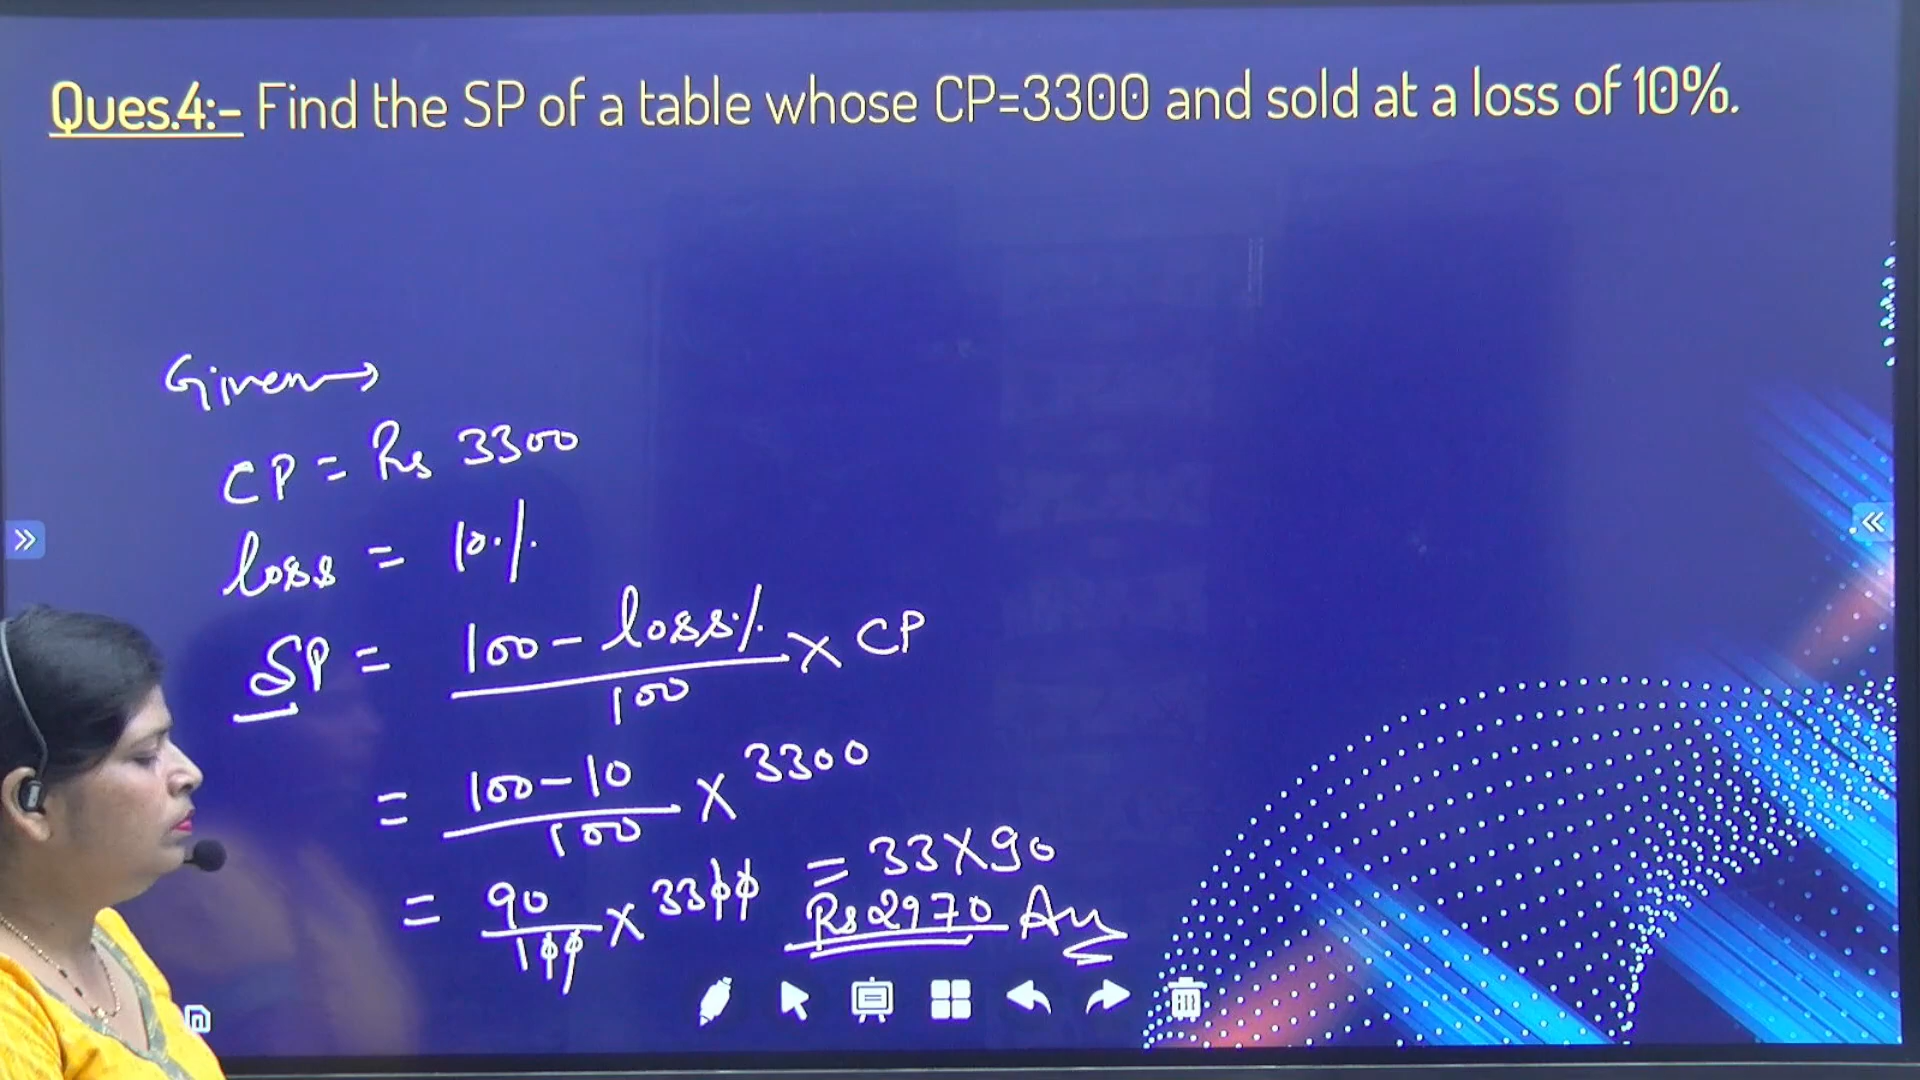 Ques.4:- Find the SP of a table whose CP=3300 and sold at a loss of 10%.
Given→
CP = Rs 3300
loss = 10%
SP = 100 - loss% / 100 × CP
= 100-10 / 100 × 3300
= 90 / 100 × 3300 = 33×90
Rs 2970 Ans